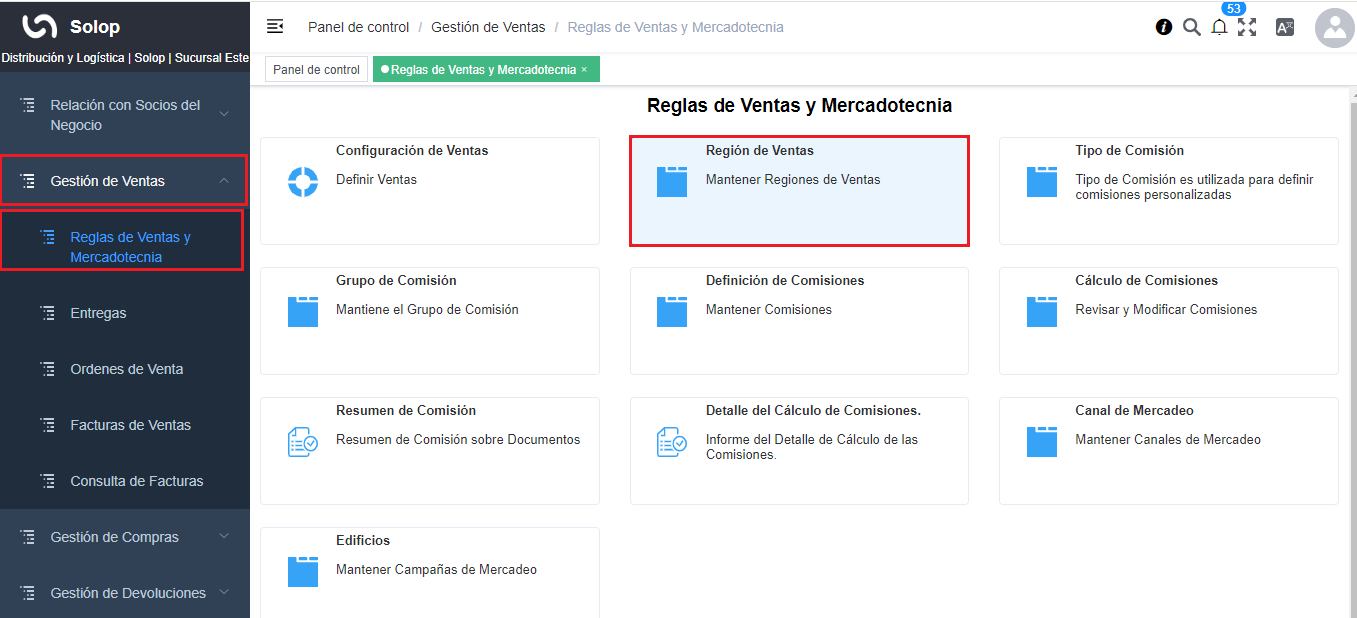 Solop
Distribución y Logística | Solop | Sucursal Este
Relación con Socios del
Negocio
Gestión de Ventas
Reglas de Ventas y
Mercadotecnia
Entregas
Ordenes de Venta
Facturas de Ventas
Consulta de Facturas
Gestión de Compras
Gestión de Devoluciones
Panel de control / Gestión de Ventas / Reglas de Ventas y Mercadotecnia
53
Panel de control
Reglas de Ventas y Mercadotecnia ×
Reglas de Ventas y Mercadotecnia
Configuración de Ventas
Definir Ventas
Región de Ventas
Mantener Regiones de Ventas
Tipo de Comisión
Tipo de Comisión es utilizada para definir
comisiones personalizadas
Grupo de Comisión
Mantiene el Grupo de Comisión
Definición de Comisiones
Mantener Comisiones
Cálculo de Comisiones
Revisar y Modificar Comisiones
Resumen de Comisión
Resumen de Comisión sobre Documentos
Detalle del Cálculo de Comisiones.
Informe del Detalle de Cálculo de las
Comisiones.
Canal de Mercadeo
Mantener Canales de Mercadeo
Edificios
Mantener Campañas de Mercadeo